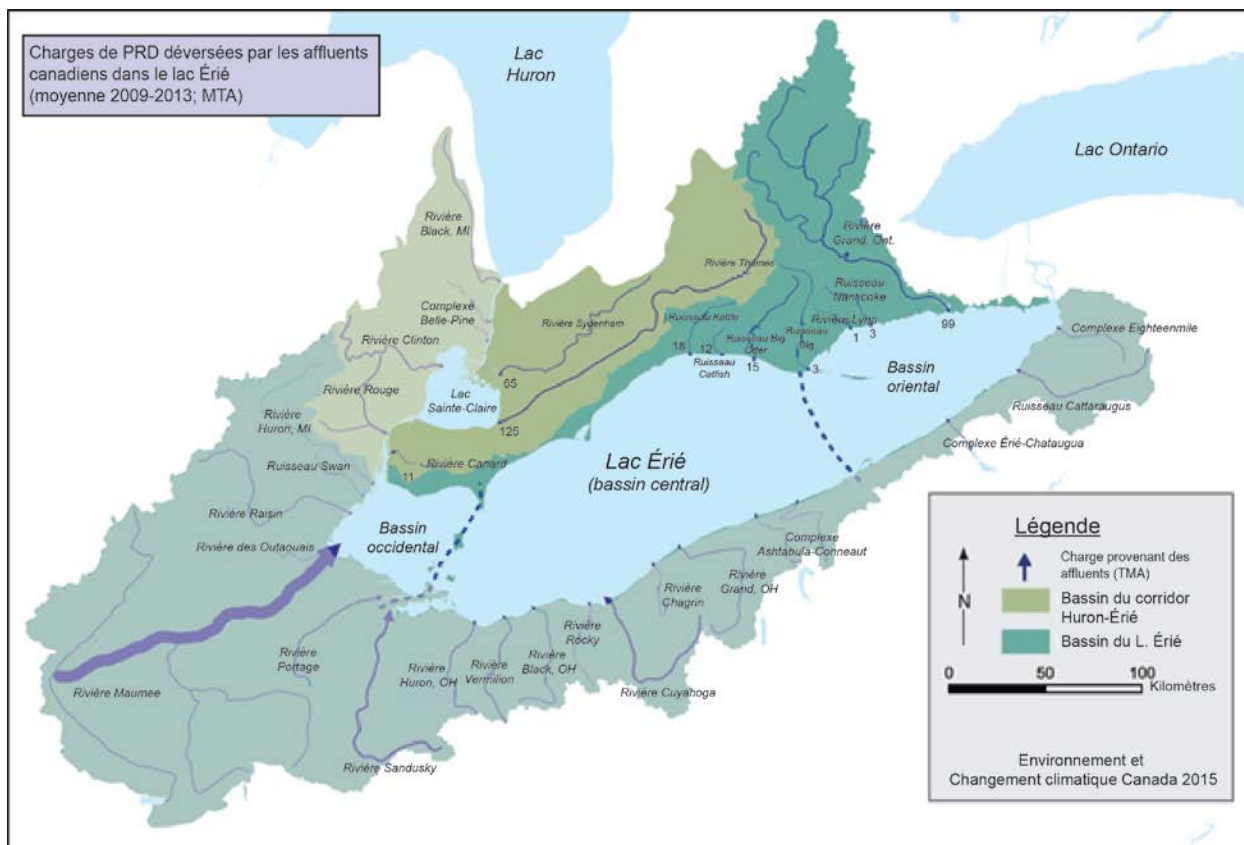 Charges de PRD déversées par les affluents
canadiens dans le lac Érié
(moyenne 2009-2013; MTA)
Lac
Huron
Lac Ontario
Rivière
Black, MI
Rivière
Grand, Ont.
Rivière Thames
Ruisseau
Nanticoke
Complexe
Belle-Pine
Rivière Sydenham
Ruisseau Kettle
Rivière Lynn
Ruisseau
Big
Ruisseau Big
Otter
Ruisseau
Catfish
18
12
15
3
1
3
99
Complexe Eighteenmile
Rivière Clinton
65
Bassin
oriental
Rivière Rouge
Lac
Sainte-Claire
Ruisseau Cattaraugus
Rivière
Huron, MI
125
Complexe Érié-Chataugua
Ruisseau Swan
11
Rivière Canard
Lac Érié
(bassin central)
Rivière Raisin
Bassin
occidental
Rivière des Outaouais
Complexe
Ashtabula-Conneaut
Rivière
Chagrin
Rivière
Grand, OH
Rivière
Rocky
Rivière
Portage
Rivière
Huron, OH
Rivière
Vermilion
Rivière
Black, OH
Rivière Maumee
Rivière Cuyahoga
Rivière Sandusky
Légende
Charge provenant des
affluents (TMA)
Bassin du corridor
Huron-Érié
Bassin du L. Érié
N
0
50
100
Kilomètres
Environnement et
Changement climatique Canada 2015